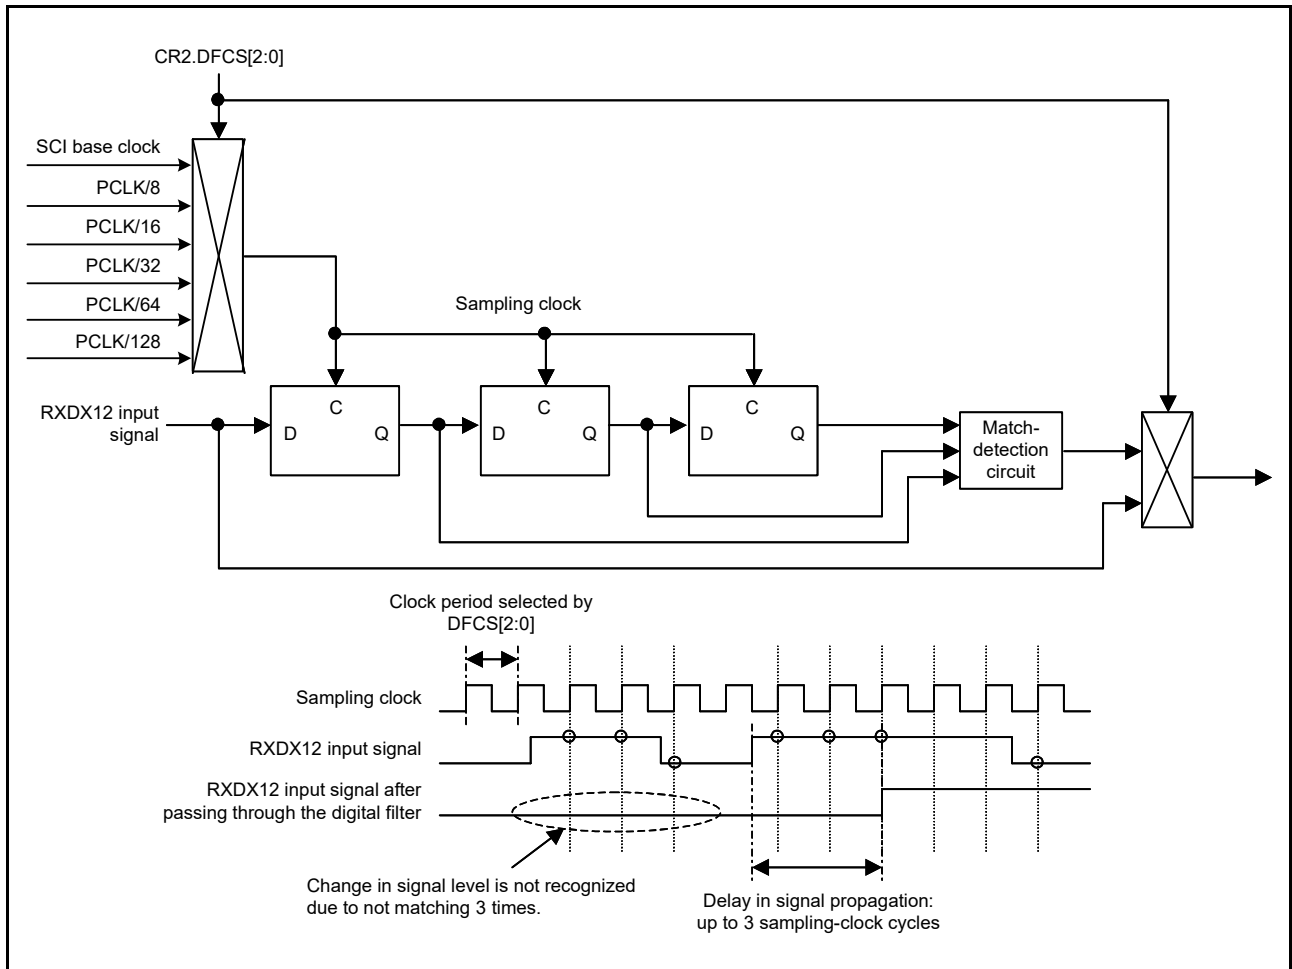 CR2.DFCS[2:0]
SCI base clock
PCLK/8
PCLK/16
PCLK/32
PCLK/64
PCLK/128
Sampling clock
RXDX12 input
signal
C
D
Q
C
D
Q
C
D
Q
Match-
detection
circuit
Clock period selected by
DFCS[2:0]
Sampling clock
RXDX12 input signal
RXDX12 input signal after
passing through the digital filter
Change in signal level is not recognized
due to not matching 3 times.
Delay in signal propagation:
up to 3 sampling-clock cycles